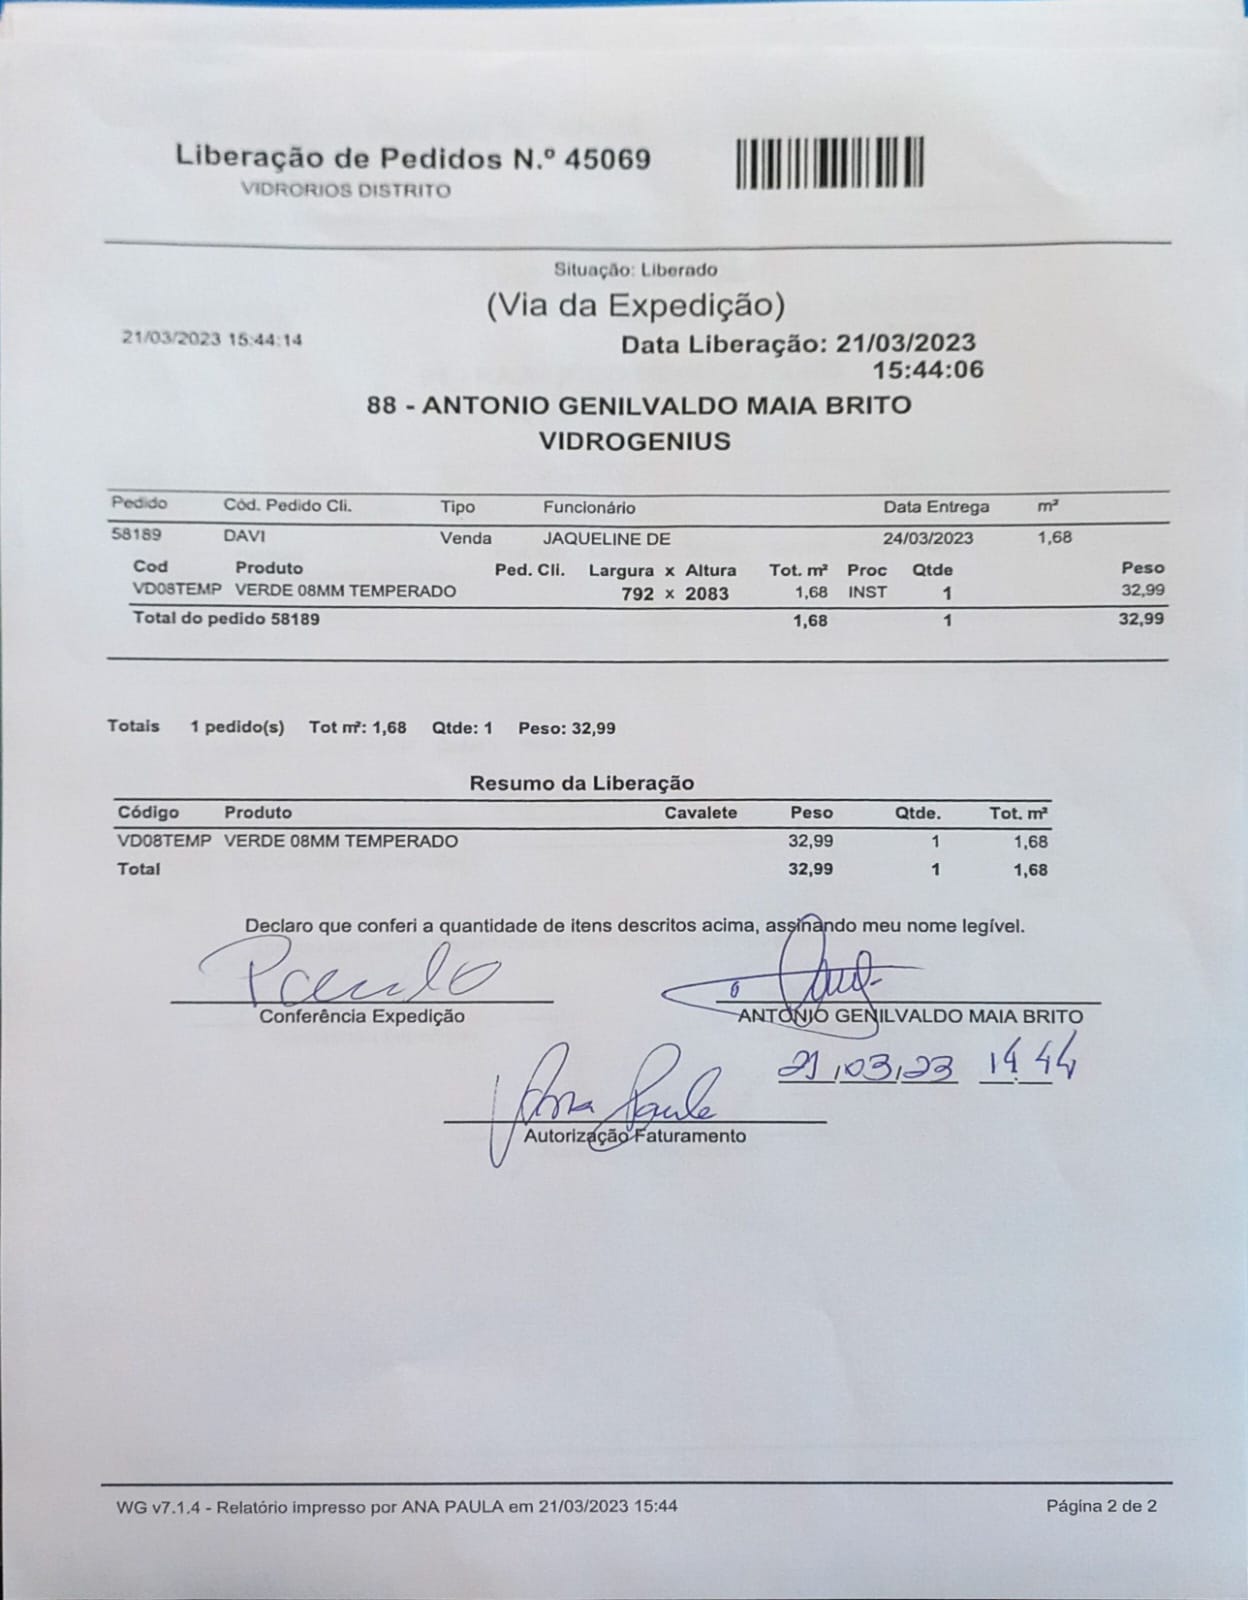 Liberação de Pedidos N.º 45069
VIDRORIOS DISTRITO
Situação: Liberado
(Via da Expedição)
21/03/2023 15:44:14
Data Liberação: 21/03/2023
15:44:06
88 - ANTONIO GENILVALDO MAIA BRITO
VIDROGENIUS
Pedido Cód. Pedido Cli. Tipo Funcionário Data Entrega m²
58189 DAVI Venda JAQUELINE DE 24/03/2023 1,68
Cod Produto Ped. Cli. Largura x Altura Tot. m² Proc Qtde Peso
VD08TEMP VERDE 08MM TEMPERADO 792 x 2083 1,68 INST 1 32,99
Total do pedido 58189 1,68 1 32,99
Totais 1 pedido(s) Tot m²: 1,68 Qtde: 1 Peso: 32,99
Resumo da Liberação
Código Produto Cavalete Peso Qtde. Tot. m²
VD08TEMP VERDE 08MM TEMPERADO 32,99 1 1,68
Total 32,99 1 1,68
Declaro que conferi a quantidade de itens descritos acima, assinando meu nome legível.
Paulo
Conferência Expedição ANTONIO GENILVALDO MAIA BRITO
21/03/23 14 44
Ana Paula
Autorização Faturamento
WG v7.1.4 - Relatório impresso por ANA PAULA em 21/03/2023 15:44 Página 2 de 2